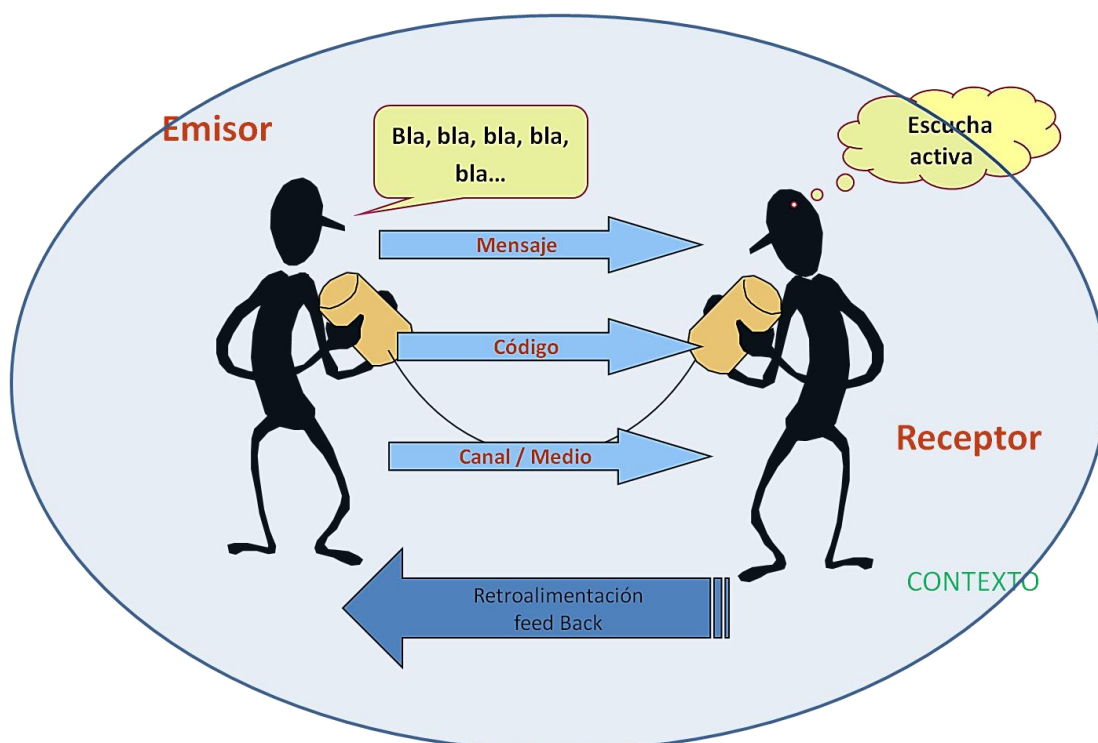 Emisor
Bla, bla, bla, bla,
bla...
Escucha
activa
Mensaje
Código
Canal / Medio
Receptor
CONTEXTO
Retroalimentación
feed Back